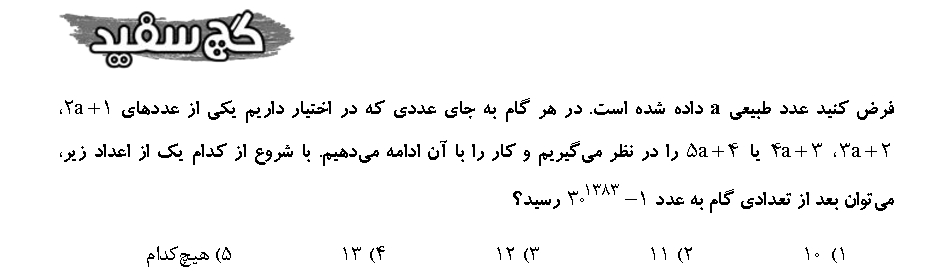 گچ سفید
فرض کنید عدد طبیعی a داده شده است. در هر گام به جای عددی که در اختیار داریم یکی از عددهای ۲a+۱،
۳a+۲، ۴a+۳ یا ۵a+۴ را در نظر می‌گیریم و کار را با آن ادامه می‌دهیم. با شروع از کدام یک از اعداد زیر،
می‌توان بعد از تعدادی گام به عدد ۳۰^۱۳۸۳ − ۱ رسید؟
۱) ۱۰ ۲) ۱۱ ۳) ۱۲ ۴) ۱۳ ۵) هیچ‌کدام